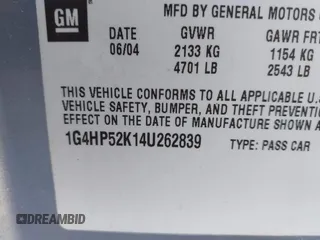 GM
MFD BY GENERAL MOTORS
DATE GVWR GAWR FRT
06/04 2133 KG 1154 KG
4701 LB 2543 LB
THIS VEHICLE CONFORMS TO ALL APPLICABLE U.
VEHICLE SAFETY, BUMPER, AND THEFT PREVENTI
EFFECT ON THE DATE OF MANUFACTURE SHOWN A
1G4HP52K14U262839 TYPE: PASS CAR
DREAMBID